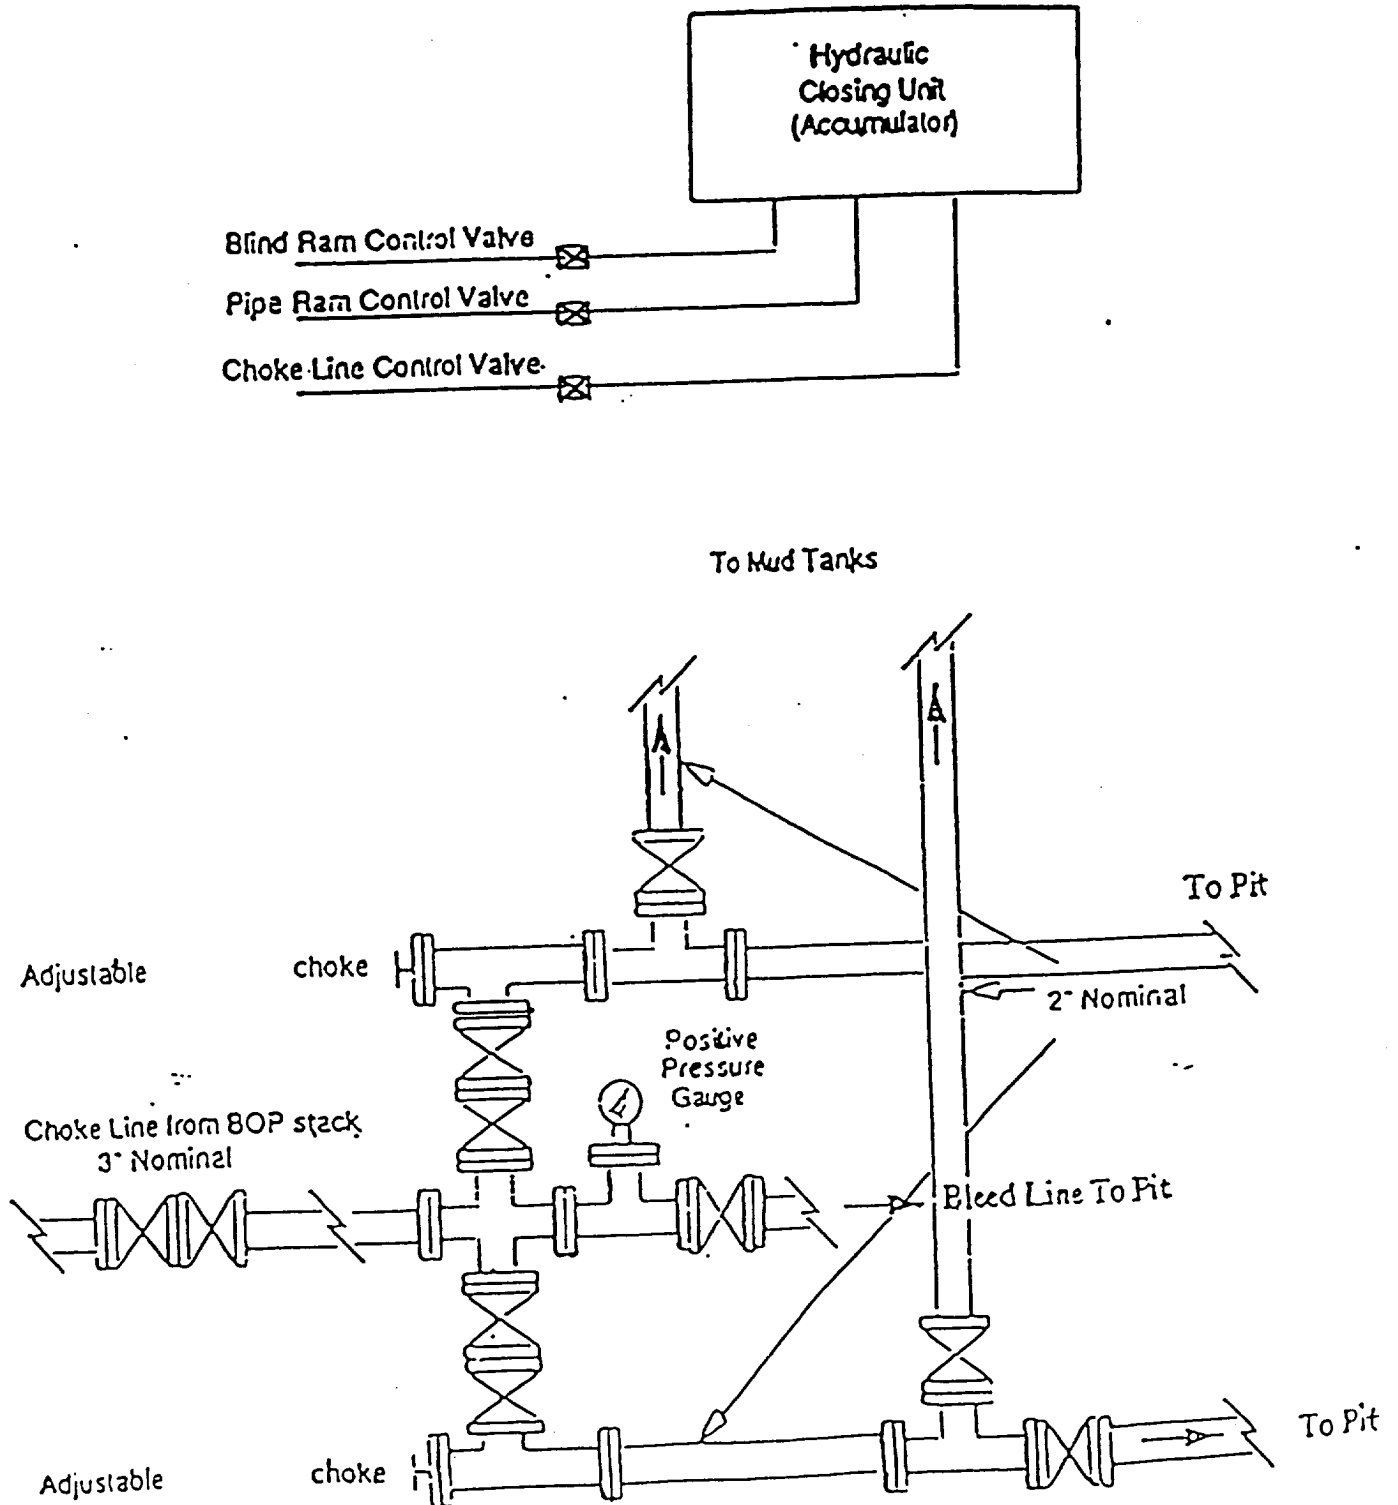 Hydraulic
Closing Unit
(Accumulator)
Blind Ram Control Valve
Pipe Ram Control Valve
Choke Line Control Valve
To Mud Tanks
To Pit
Adjustable choke
2" Nominal
Positive
Pressure
Gauge
Choke Line from BOP stack
3" Nominal
Bleed Line To Pit
To Pit
Adjustable choke